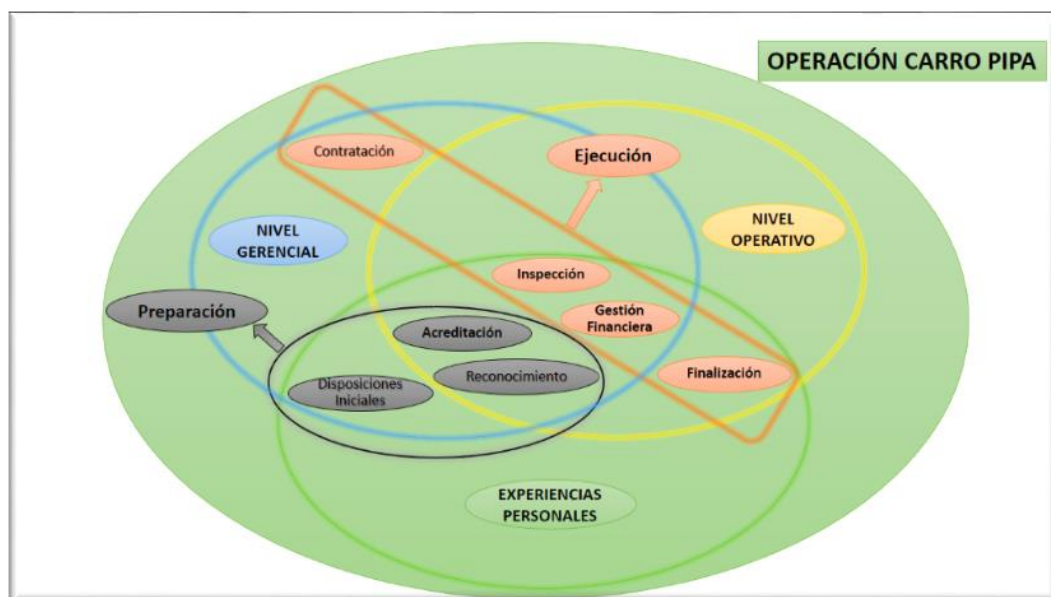 OPERACIÓN CARRO PIPA
Contratación
Ejecución
NIVEL
GERENCIAL
NIVEL
OPERATIVO
Inspección
Preparación
Gestión
Financiera
Acreditación
Reconocimiento
Finalización
Disposiciones
Iniciales
EXPERIENCIAS
PERSONALES